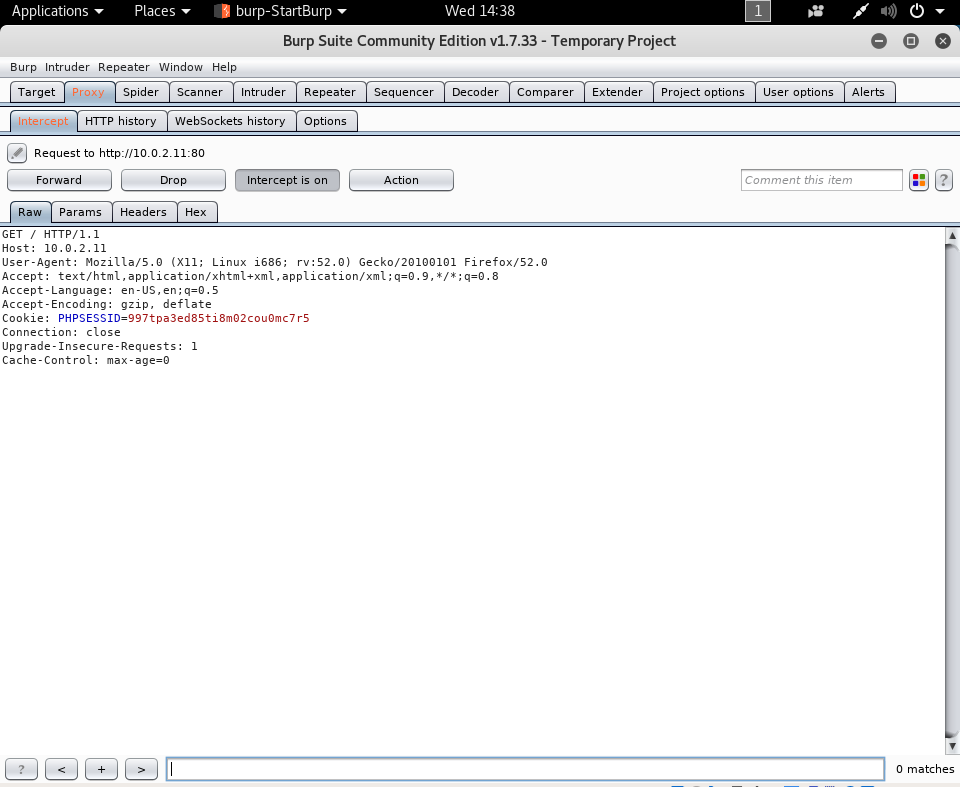 Applications Places burp-StartBurp Wed 14:38 1
Burp Suite Community Edition v1.7.33 - Temporary Project
Burp Intruder Repeater Window Help
Target Proxy Spider Scanner Intruder Repeater Sequencer Decoder Comparer Extender Project options User options Alerts
Intercept HTTP history WebSockets history Options
Request to http://10.0.2.11:80
Forward Drop Intercept is on Action Comment this item ?
Raw Params Headers Hex
GET / HTTP/1.1
Host: 10.0.2.11
User-Agent: Mozilla/5.0 (X11; Linux i686; rv:52.0) Gecko/20100101 Firefox/52.0
Accept: text/html,application/xhtml+xml,application/xml;q=0.9,*/*;q=0.8
Accept-Language: en-US,en;q=0.5
Accept-Encoding: gzip, deflate
Cookie: PHPSESSID=997tpa3ed85ti8m02cou0mc7r5
Connection: close
Upgrade-Insecure-Requests: 1
Cache-Control: max-age=0
? < + > 0 matches